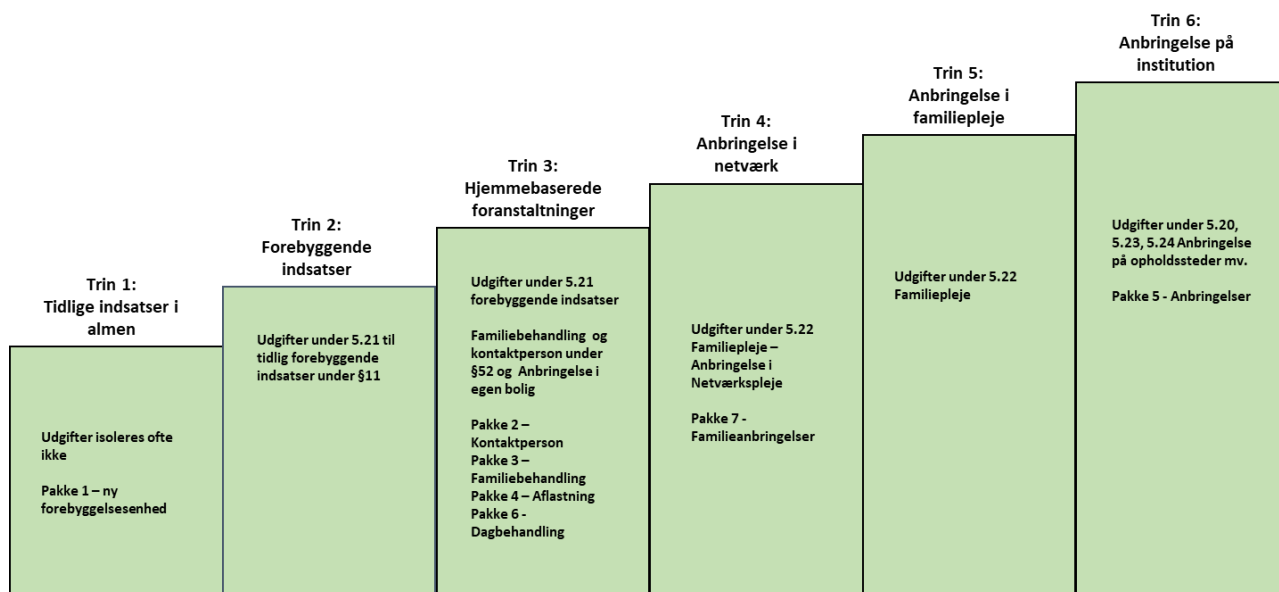 Trin 1:
Tidlige indsatser i
almen
Udgifter isoleres ofte
ikke
Pakke 1 – ny
forebyggelsesenhed
Trin 2:
Forebyggende
indsatser
Udgifter under 5.21 til
tidlig forebyggende
indsatser under §11
Trin 3:
Hjemmebaserede
foranstaltninger
Udgifter under 5.21
forebyggende indsatser
Familiebehandling og
kontaktperson under
§52 og Anbringelse i
egen bolig
Pakke 2 –
Kontaktperson
Pakke 3 –
Familiebehandling
Pakke 4 – Aflastning
Pakke 6 -
Dagbehandling
Trin 4:
Anbringelse i
netværk
Udgifter under 5.22
Familiepleje –
Anbringelse i
Netværkspleje
Pakke 7 -
Familieanbringelser
Trin 5:
Anbringelse i
familiepleje
Udgifter under 5.22
Familiepleje
Trin 6:
Anbringelse på
institution
Udgifter under 5.20,
5.23, 5.24 Anbringelse
på opholdssteder mv.
Pakke 5 - Anbringelser